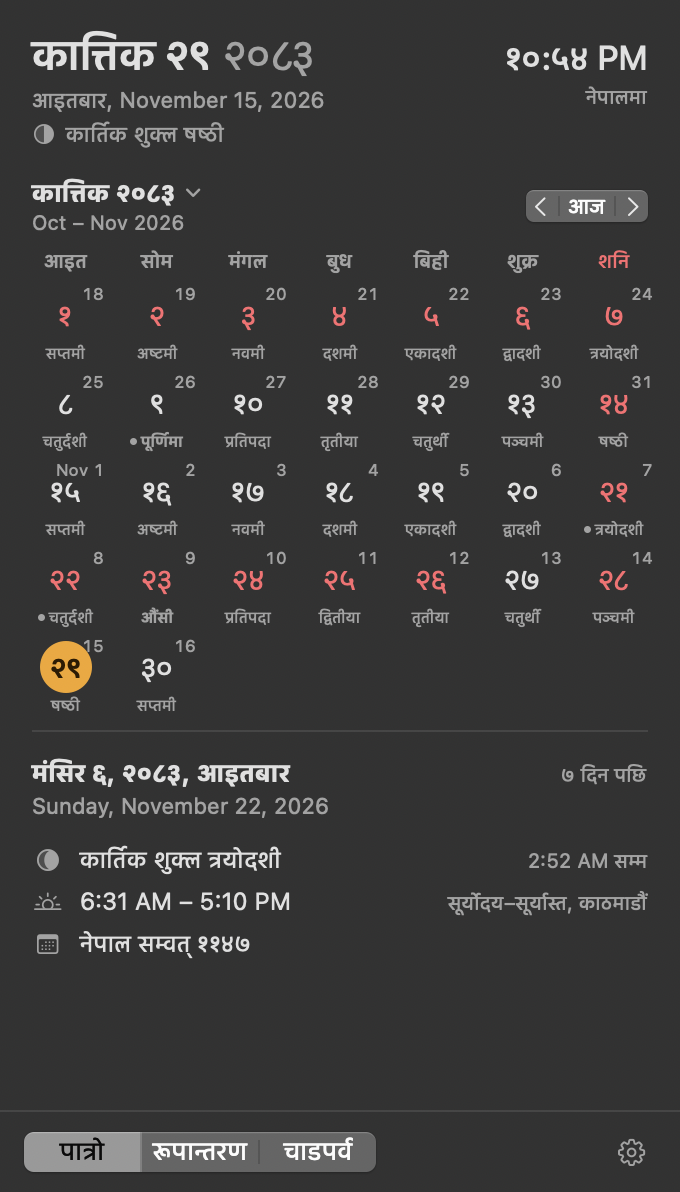 कात्तिक २९ २०८३
१०:५४ PM
आइतबार, November 15, 2026
नेपालमा
कार्तिक शुक्ल षष्ठी
कात्तिक २०८३
आज
Oct – Nov 2026
आइत सोम मंगल बुध बिही शुक्र शनि
18 19 20 21 22 23 24
१ २ ३ ४ ५ ६ ७
सप्तमी अष्टमी नवमी दशमी एकादशी द्वादशी त्रयोदशी
25 26 27 28 29 30 31
८ ९ १० ११ १२ १३ १४
चतुर्दशी पूर्णिमा प्रतिपदा तृतीया चतुर्थी पञ्चमी षष्ठी
Nov 1 2 3 4 5 6 7
१५ १६ १७ १८ १९ २० २१
सप्तमी अष्टमी नवमी दशमी एकादशी द्वादशी त्रयोदशी
8 9 10 11 12 13 14
२२ २३ २४ २५ २६ २७ २८
चतुर्दशी औंसी प्रतिपदा द्वितीया तृतीया चतुर्थी पञ्चमी
15 16
२९ ३०
षष्ठी सप्तमी
मंसिर ६, २०८३, आइतबार
७ दिन पछि
Sunday, November 22, 2026
कार्तिक शुक्ल त्रयोदशी
2:52 AM सम्म
6:31 AM – 5:10 PM
सूर्योदय–सूर्यास्त, काठमाडौं
नेपाल सम्वत् ११४७
पात्रो रूपान्तरण चाडपर्व